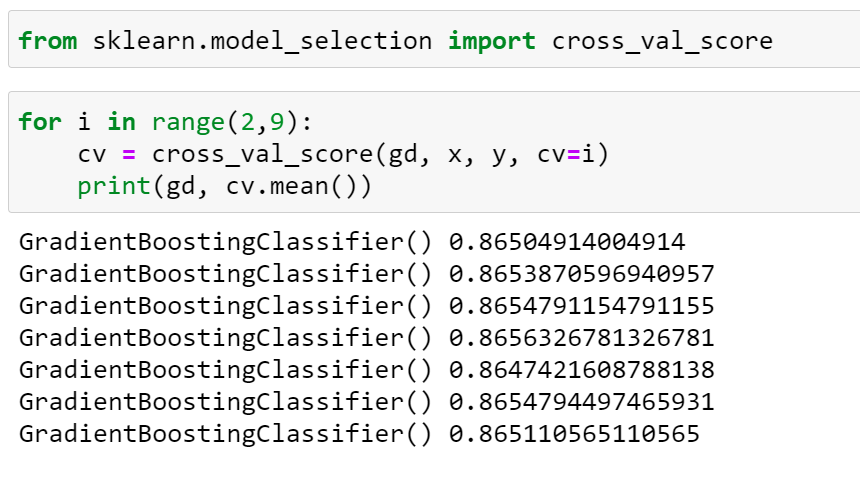 from sklearn.model_selection import cross_val_score
for i in range(2,9):
    cv = cross_val_score(gd, x, y, cv=i)
    print(gd, cv.mean())
GradientBoostingClassifier() 0.86504914004914
GradientBoostingClassifier() 0.8653870596940957
GradientBoostingClassifier() 0.8654791154791155
GradientBoostingClassifier() 0.8656326781326781
GradientBoostingClassifier() 0.8647421608788138
GradientBoostingClassifier() 0.8654794497465931
GradientBoostingClassifier() 0.865110565110565